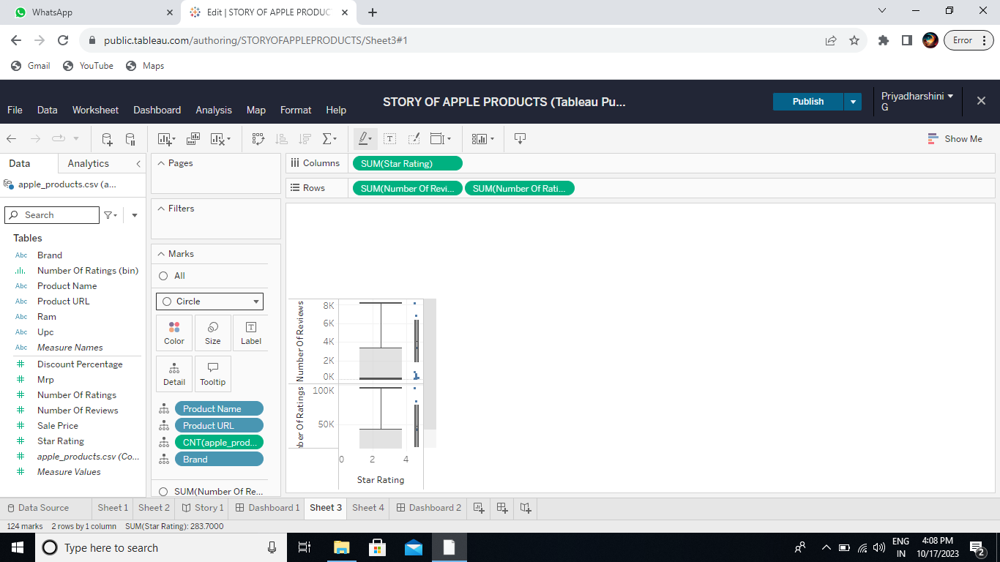 WhatsApp
Edit | STORY OF APPLE PRODUC
public.tableau.com/authoring/STORYOFAPPLEPRODUCTS/Sheet3#1
Error
Gmail YouTube Maps
STORY OF APPLE PRODUCTS (Tableau Pu...
Publish
Priyadharshini
G
File Data Worksheet Dashboard Analysis Map Format Help
Show Me
Data Analytics
Pages
Columns SUM(Star Rating)
apple_products.csv (a...
Rows SUM(Number Of Revi... SUM(Number Of Rati...
Search
Filters
Tables
Abc Brand
Number Of Ratings (bin)
Abc Product Name
Abc Product URL
Abc Ram
Abc Upc
Abc Measure Names
Discount Percentage
Mrp
Number Of Ratings
Number Of Reviews
Sale Price
Star Rating
apple_products.csv (Co...
Measure Values
Marks
All
Circle
Color Size Label
Detail Tooltip
Product Name
Product URL
CNT(apple_prod...
Brand
SUM(Number Of Re...
Number Of Reviews
8K
6K
4K
2K
0K
ber Of Ratings
100K
50K
0 2 4
Star Rating
Data Source Sheet 1 Sheet 2 Story 1 Dashboard 1 Sheet 3 Sheet 4 Dashboard 2
124 marks 2 rows by 1 column SUM(Star Rating): 283.7000
Type here to search
ENG
IN
4:08 PM
10/17/2023
2